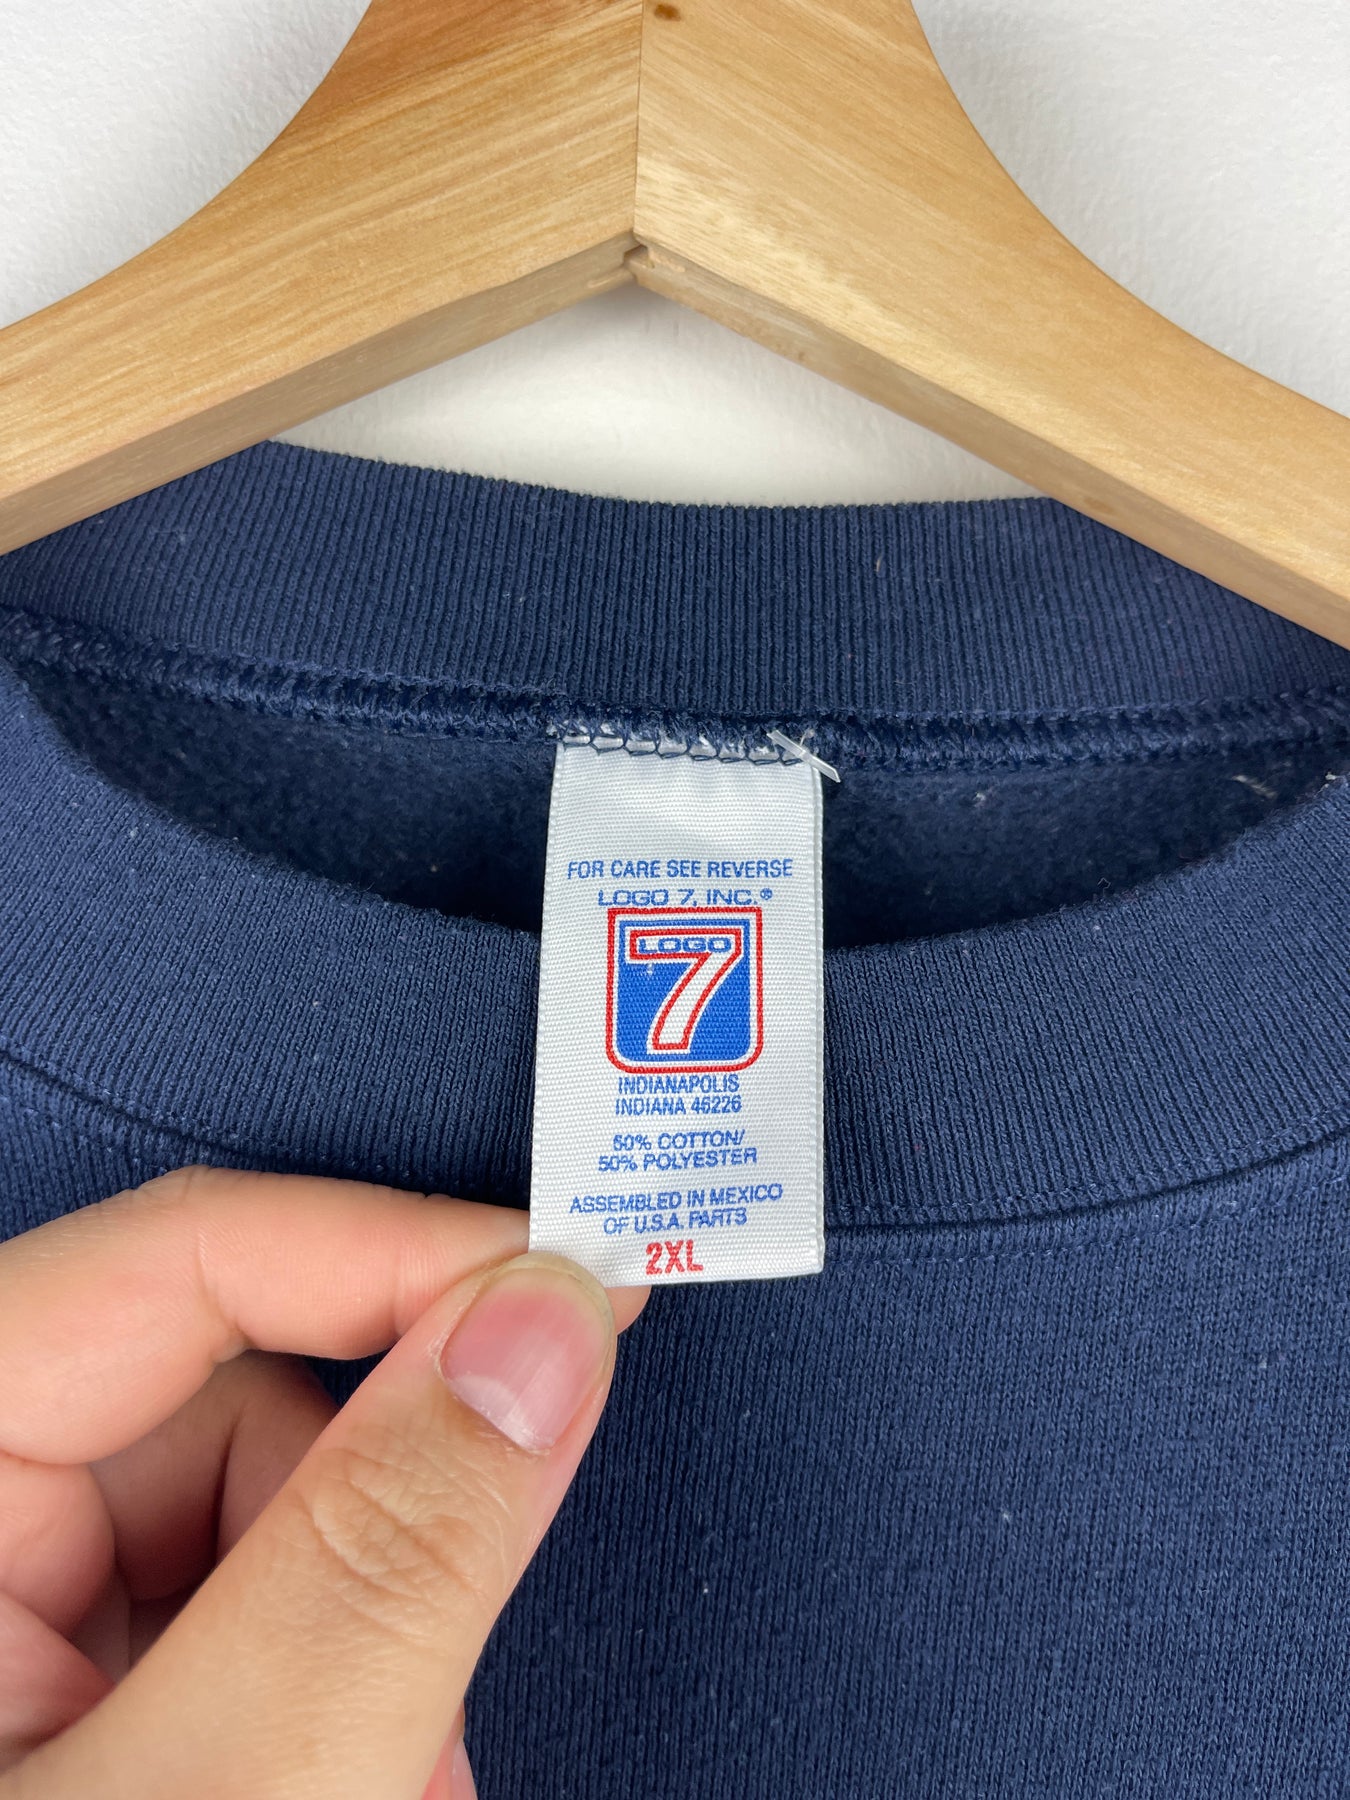 FOR CARE SEE REVERSE
LOGO 7, INC.®
LOGO
7
INDIANAPOLIS
INDIANA 46226
50% COTTON/
50% POLYESTER
ASSEMBLED IN MEXICO
OF U.S.A. PARTS
2XL